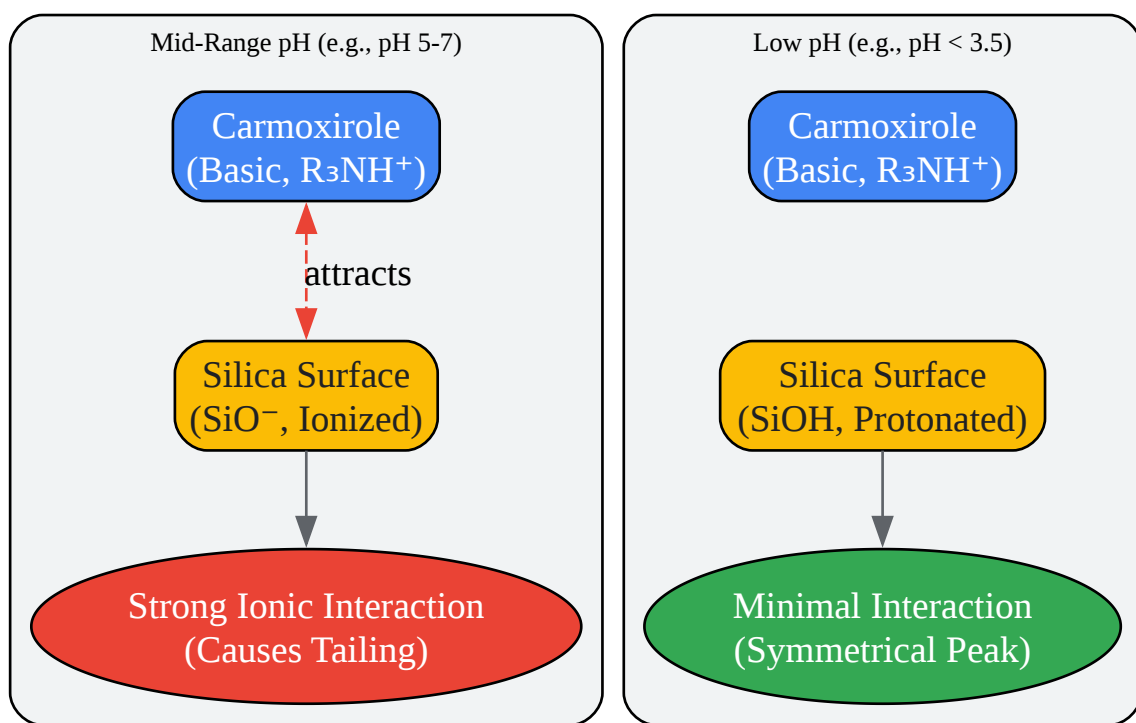 Mid-Range pH (e.g., pH 5-7)
Carmoxirole
(Basic, R₃NH⁺)
attracts
Silica Surface
(SiO⁻, Ionized)
Strong Ionic Interaction
(Causes Tailing)
Low pH (e.g., pH < 3.5)
Carmoxirole
(Basic, R₃NH⁺)
Silica Surface
(SiOH, Protonated)
Minimal Interaction
(Symmetrical Peak)